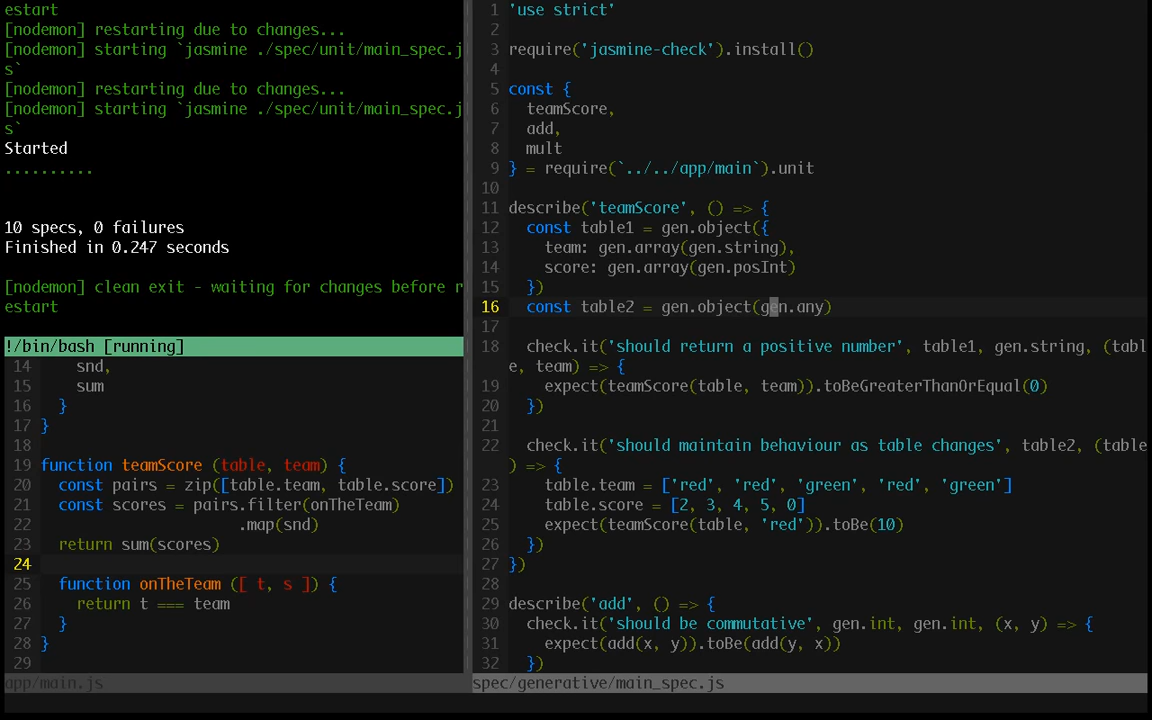 estart
[nodemon] restarting due to changes...
[nodemon] starting `jasmine ./spec/unit/main_spec.j
s`
[nodemon] restarting due to changes...
[nodemon] starting `jasmine ./spec/unit/main_spec.j
s`
Started
..........
10 specs, 0 failures
Finished in 0.247 seconds
[nodemon] clean exit - waiting for changes before r
estart
!/bin/bash [running]
14     snd,
15     sum
16   }
17 }
18
19 function teamScore (table, team) {
20   const pairs = zip([table.team, table.score])
21   const scores = pairs.filter(onTheTeam)
22                       .map(snd)
23   return sum(scores)
24
25   function onTheTeam ([ t, s ]) {
26     return t === team
27   }
28 }
29
app/main.js
1 'use strict'
2
3 require('jasmine-check').install()
4
5 const {
6   teamScore,
7   add,
8   mult
9 } = require(`../../app/main`).unit
10
11 describe('teamScore', () => {
12   const table1 = gen.object({
13     team: gen.array(gen.string),
14     score: gen.array(gen.posInt)
15   })
16   const table2 = gen.object(gen.any)
17
18   check.it('should return a positive number', table1, gen.string, (tabl
e, team) => {
19     expect(teamScore(table, team)).toBeGreaterThanOrEqual(0)
20   })
21
22   check.it('should maintain behaviour as table changes', table2, (table
) => {
23     table.team = ['red', 'red', 'green', 'red', 'green']
24     table.score = [2, 3, 4, 5, 0]
25     expect(teamScore(table, 'red')).toBe(10)
26   })
27 })
28
29 describe('add', () => {
30   check.it('should be commutative', gen.int, gen.int, (x, y) => {
31     expect(add(x, y)).toBe(add(y, x))
32   })
spec/generative/main_spec.js